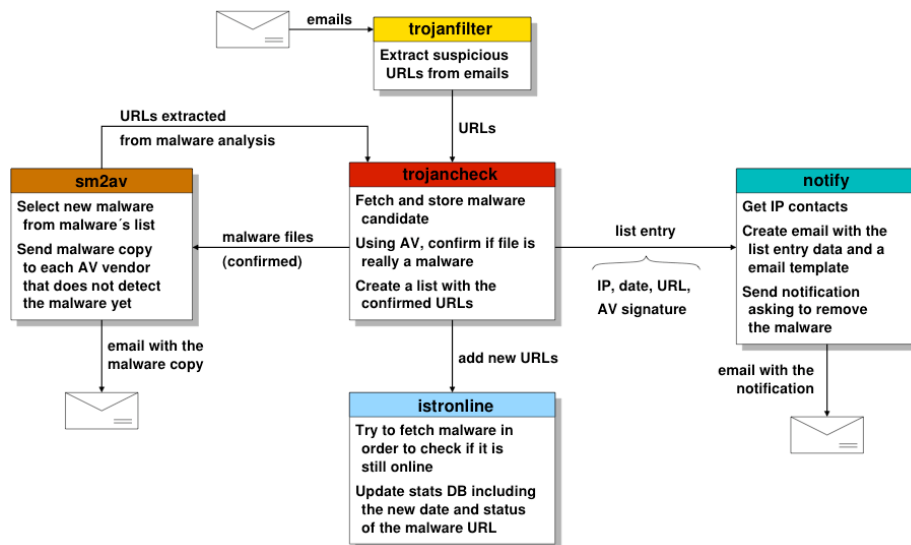 emails
trojanfilter
Extract suspicious
URLs from emails
URLs extracted
from malware analysis
URLs
sm2av
Select new malware
from malware´s list
Send malware copy
to each AV vendor
that does not detect
the malware yet
malware files
(confirmed)
trojancheck
Fetch and store malware
candidate
Using AV, confirm if file is
really a malware
Create a list with the
confirmed URLs
list entry
IP, date, URL,
AV signature
notify
Get IP contacts
Create email with the
list entry data and a
email template
Send notification
asking to remove
the malware
email with the
malware copy
add new URLs
email with the
notification
istronline
Try to fetch malware in
order to check if it is
still online
Update stats DB including
the new date and status
of the malware URL